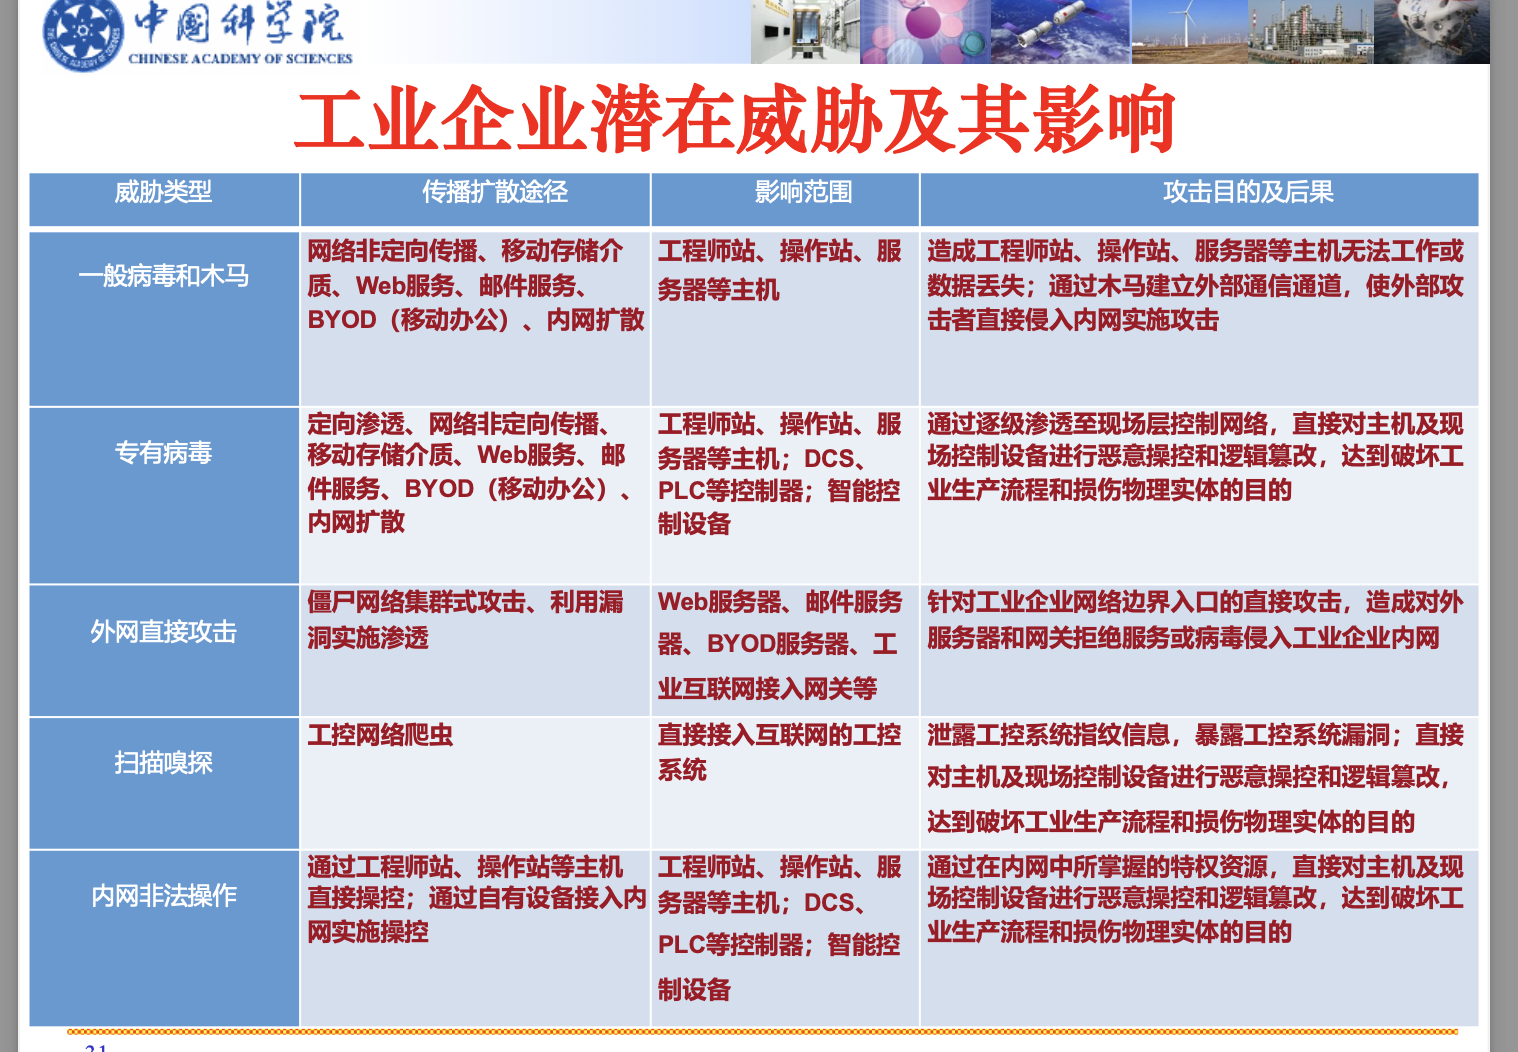 中国科学院
CHINESE ACADEMY OF SCIENCES
工业企业潜在威胁及其影响
威胁类型
传播扩散途径
影响范围
攻击目的及后果
一般病毒和木马
网络非定向传播、移动存储介
质、Web服务、邮件服务、
BYOD（移动办公）、内网扩散
工程师站、操作站、服
务器等主机
造成工程师站、操作站、服务器等主机无法工作或
数据丢失；通过木马建立外部通信通道，使外部攻
击者直接侵入内网实施攻击
专有病毒
定向渗透、网络非定向传播、
移动存储介质、Web服务、邮
件服务、BYOD（移动办公）、
内网扩散
工程师站、操作站、服
务器等主机；DCS、
PLC等控制器；智能控
制设备
通过逐级渗透至现场层控制网络，直接对主机及现
场控制设备进行恶意操控和逻辑篡改，达到破坏工
业生产流程和损伤物理实体的目的
外网直接攻击
僵尸网络集群式攻击、利用漏
洞实施渗透
Web服务器、邮件服务
器、BYOD服务器、工
业互联网接入网关等
针对工业企业网络边界入口的直接攻击，造成对外
服务器和网关拒绝服务或病毒侵入工业企业内网
扫描嗅探
工控网络爬虫
直接接入互联网的工控
系统
泄露工控系统指纹信息，暴露工控系统漏洞；直接
对主机及现场控制设备进行恶意操控和逻辑篡改，
达到破坏工业生产流程和损伤物理实体的目的
内网非法操作
通过工程师站、操作站等主机
直接操控；通过自有设备接入内
网实施操控
工程师站、操作站、服
务器等主机；DCS、
PLC等控制器；智能控
制设备
通过在内网中所掌握的特权资源，直接对主机及现
场控制设备进行恶意操控和逻辑篡改，达到破坏工
业生产流程和损伤物理实体的目的